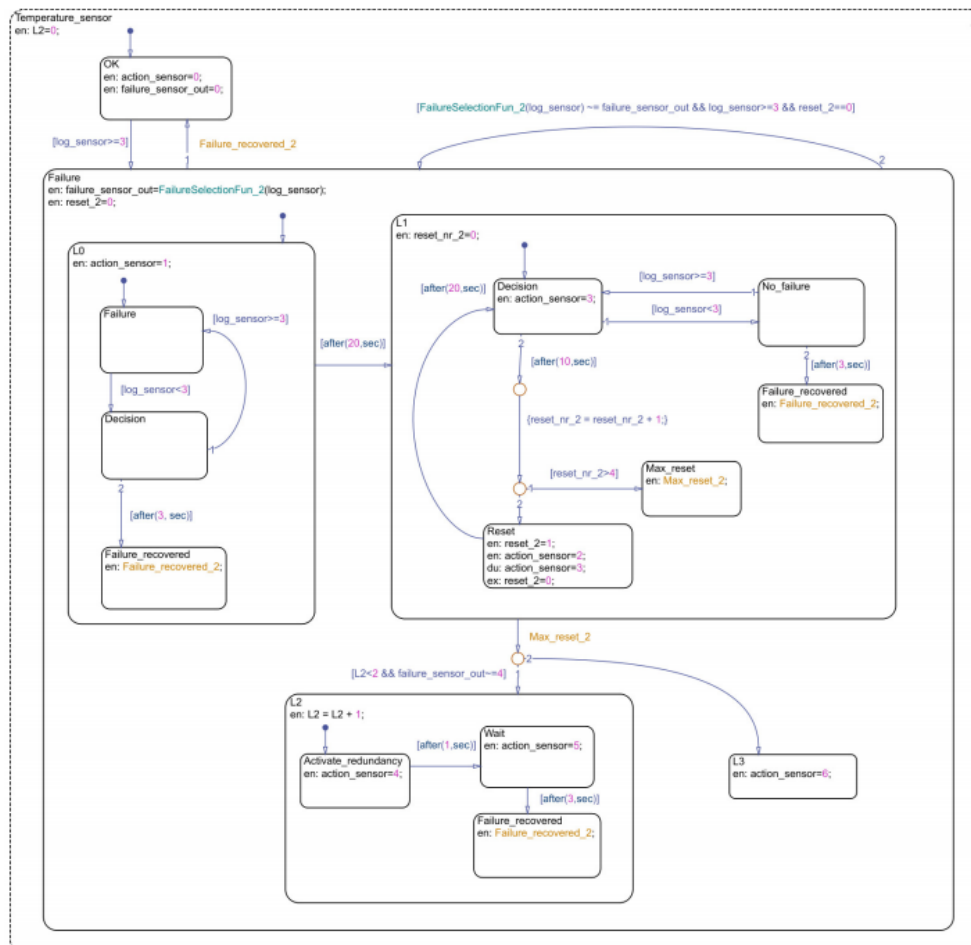 Temperature_sensor
en: L2=0;
OK
en: action_sensor=0;
en: failure_sensor_out=0;
[FailureSelectionFun_2(log_sensor) ~= failure_sensor_out && log_sensor>=3 && reset_2==0]
[log_sensor>=3]
Failure_recovered_2
1
2
Failure
en: failure_sensor_out=FailureSelectionFun_2(log_sensor);
en: reset_2=0;
L0
en: action_sensor=1;
Failure
[log_sensor>=3]
[log_sensor<3]
Decision
1
2
[after(3, sec)]
Failure_recovered
en: Failure_recovered_2;
[after(20,sec)]
L1
en: reset_nr_2=0;
[after(20,sec)]
Decision
en: action_sensor=3;
[log_sensor>=3]
1
No_failure
1
[log_sensor<3]
2
[after(10,sec)]
2
[after(3,sec)]
Failure_recovered
en: Failure_recovered_2;
{reset_nr_2 = reset_nr_2 + 1;}
[reset_nr_2>4]
1
Max_reset
en: Max_reset_2;
2
Reset
en: reset_2=1;
en: action_sensor=2;
du: action_sensor=3;
ex: reset_2=0;
Max_reset_2
2
[L2<2 && failure_sensor_out~=4]
1
L2
en: L2 = L2 + 1;
Activate_redundancy
en: action_sensor=4;
[after(1,sec)]
Wait
en: action_sensor=5;
[after(3,sec)]
Failure_recovered
en: Failure_recovered_2;
L3
en: action_sensor=6;